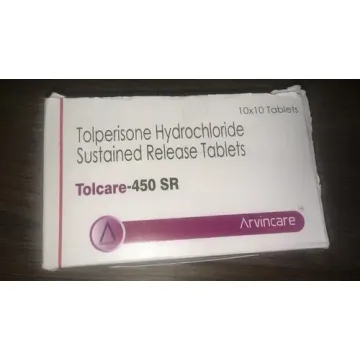 10x10 Tablets
Tolperisone Hydrochloride
Sustained Release Tablets
Tolcare-450 SR
Arvincare